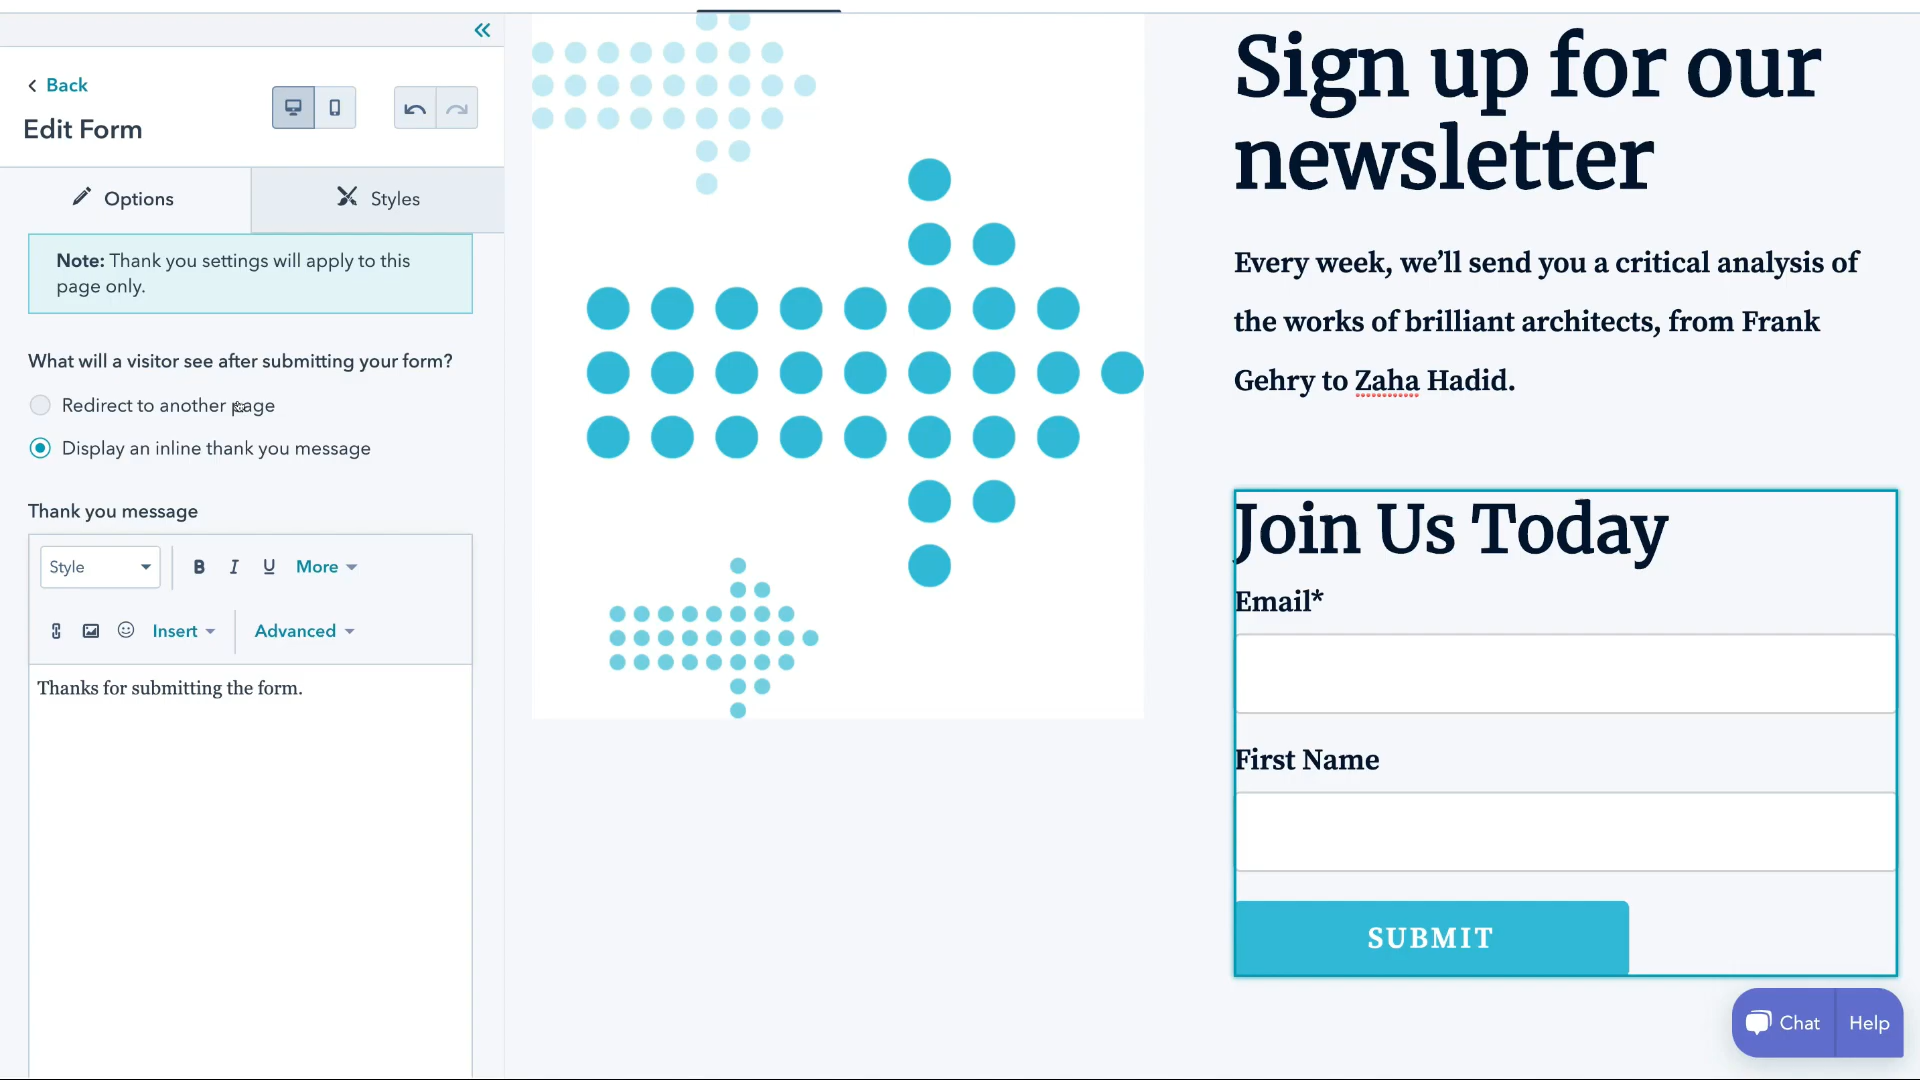 Back
Edit Form
Options
Styles
Note: Thank you settings will apply to this
page only.
What will a visitor see after submitting your form?
Redirect to another page
Display an inline thank you message
Thank you message
Style
B I U More
Insert
Advanced
Thanks for submitting the form.
Sign up for our
newsletter
Every week, we’ll send you a critical analysis of
the works of brilliant architects, from Frank
Gehry to Zaha Hadid.
Join Us Today
Email*
First Name
SUBMIT
Chat
Help